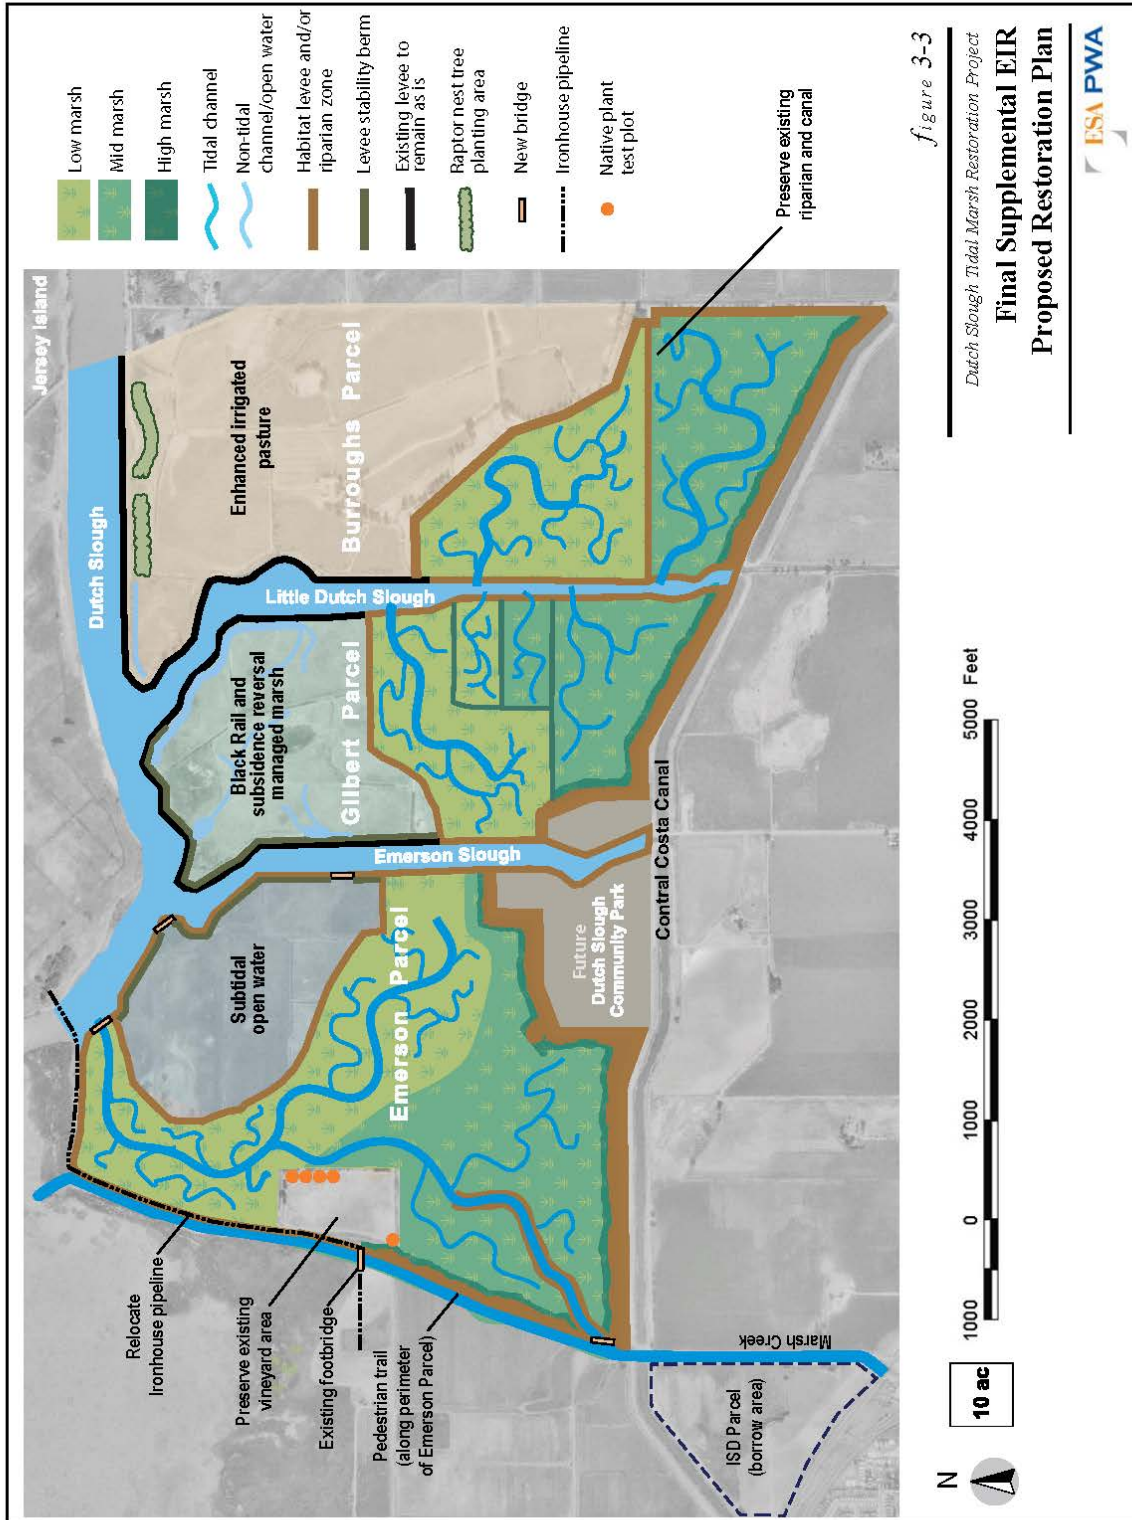 Jersey Island
Dutch Slough
Enhanced irrigated
pasture
Burroughs Parcel
Little Dutch Slough
Black Rail and
subsidence reversal
managed marsh
Gilbert Parcel
Emerson Slough
Subtidal
open water
Emerson Parcel
Future
Dutch Slough
Community Park
Contral Costa Canal
Relocate
Ironhouse pipeline
Preserve existing
vineyard area
Existing footbridge
Pedestrian trail
(along perimeter
of Emerson Parcel)
Marsh Creek
ISD Parcel
(borrow area)
Preserve existing
riparian and canal
Low marsh
Mid marsh
High marsh
Tidal channel
Non-tidal
channel/open water
Habitat levee and/or
riparian zone
Levee stability berm
Existing levee to
remain as is
Raptor nest tree
planting area
New bridge
Ironhouse pipeline
Native plant
test plot
N
10 ac
1000 0 1000 2000 3000 4000 5000 Feet
figure 3-3
Dutch Slough Tidal Marsh Restoration Project
Final Supplemental EIR
Proposed Restoration Plan
ESA PWA